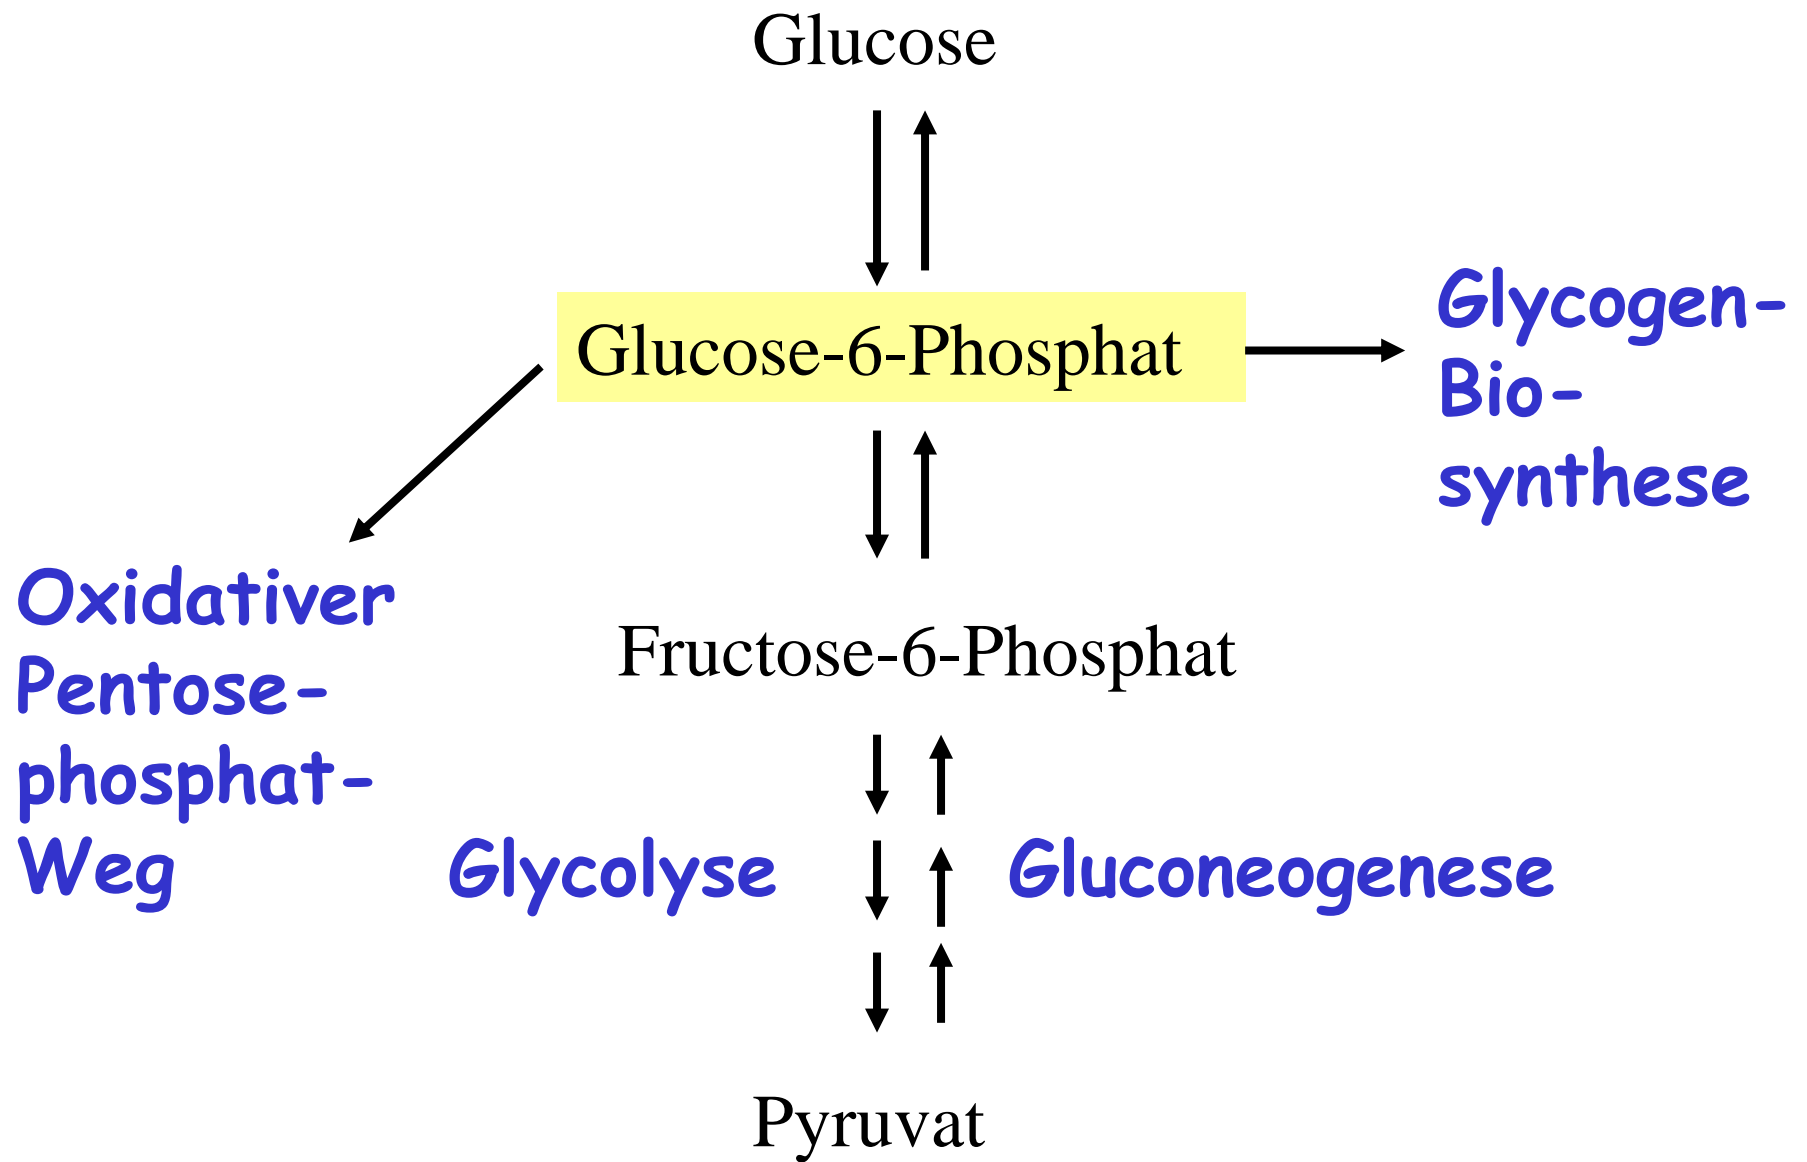 Glucose
Glucose-6-Phosphat
Glycogen-
Bio-
synthese
Oxidativer
Pentose-
phosphat-
Weg
Fructose-6-Phosphat
Glycolyse
Gluconeogenese
Pyruvat